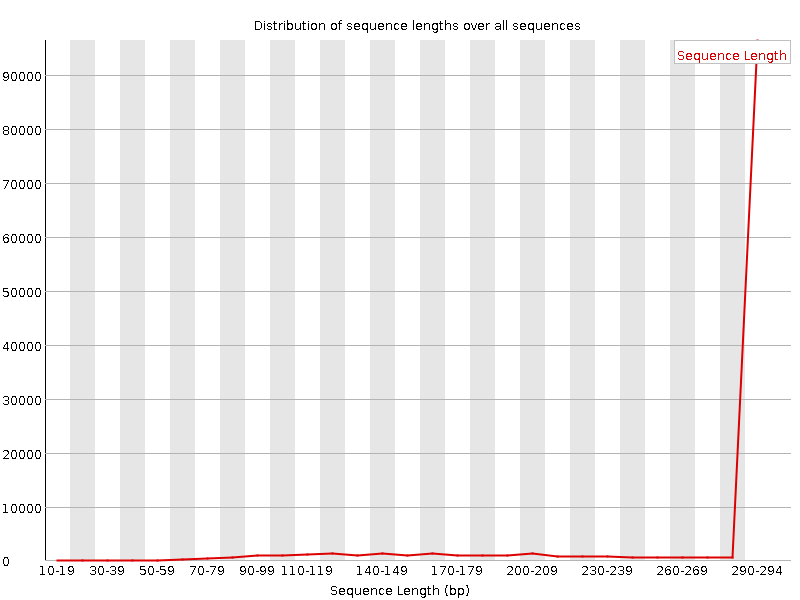 Distribution of sequence lengths over all sequences
Sequence Length
90000
80000
70000
60000
50000
40000
30000
20000
10000
0
10-19 30-39 50-59 70-79 90-99 110-119 140-149 170-179 200-209 230-239 260-269 290-294
Sequence Length (bp)